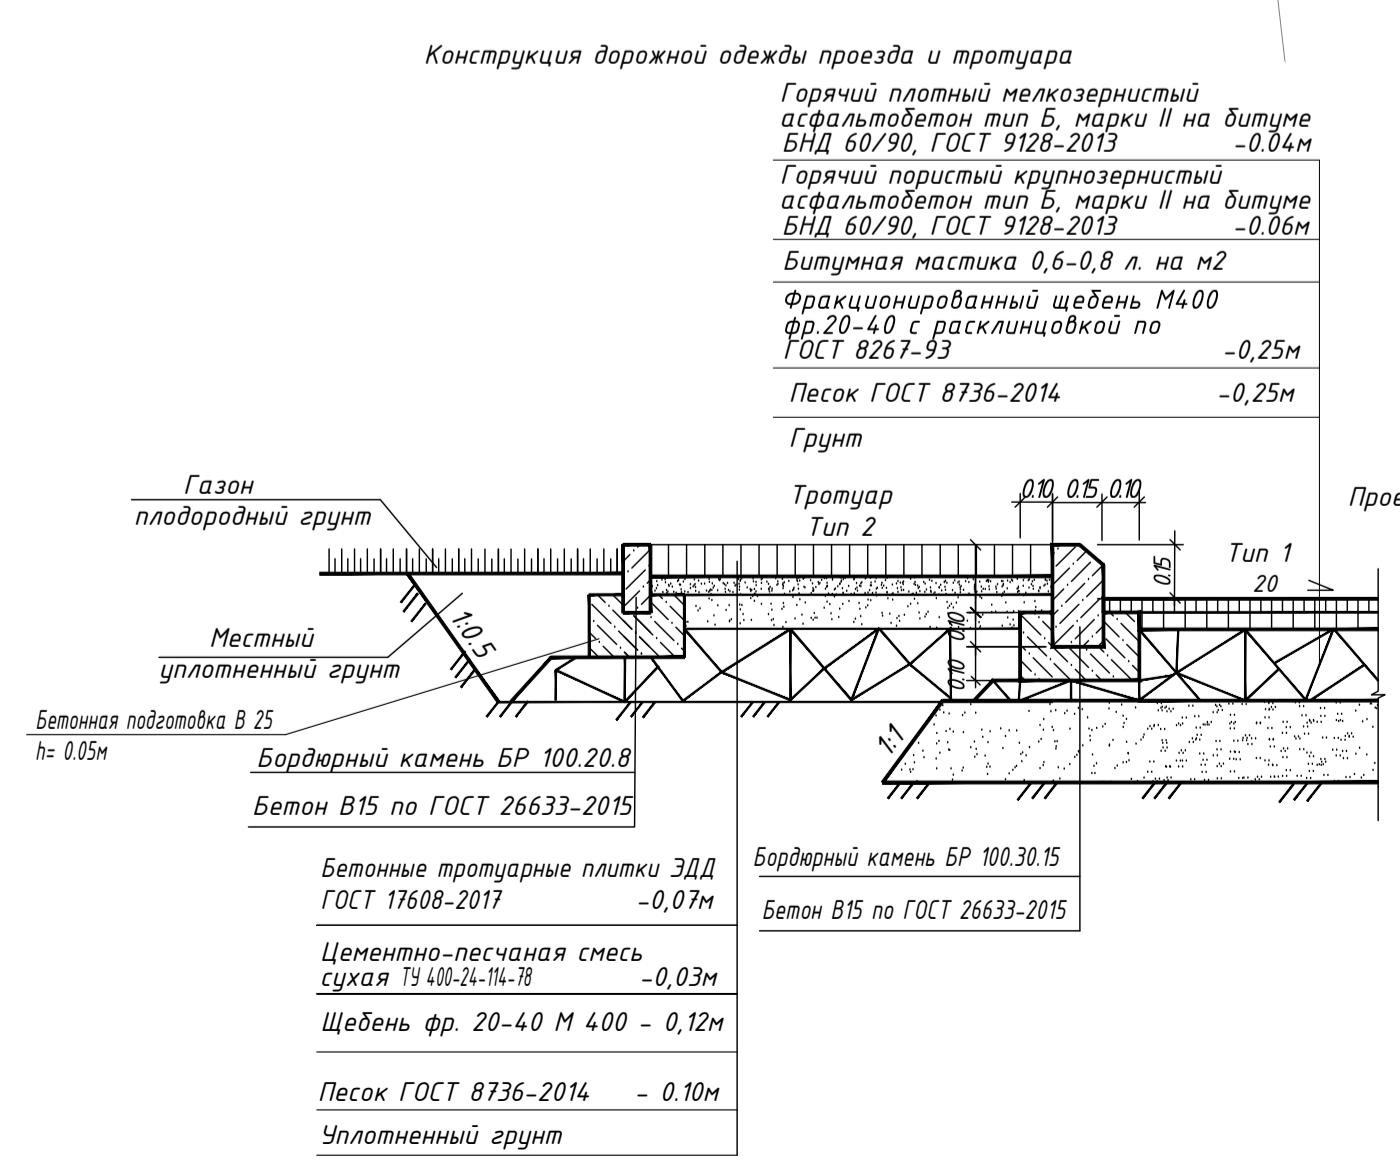 Конструкция дорожной одежды проезда и тротуара
Горячий плотный мелкозернистый
асфальтобетон тип Б, марки II на битуме
БНД 60/90, ГОСТ 9128-2013 -0.04м
Горячий пористый крупнозернистый
асфальтобетон тип Б, марки II на битуме
БНД 60/90, ГОСТ 9128-2013 -0.06м
Битумная мастика 0,6-0,8 л. на м2
Фракционированный щебень М400
фр.20-40 с расклинцовкой по
ГОСТ 8267-93 -0,25м
Песок ГОСТ 8736-2014 -0,25м
Грунт
Газон
плодородный грунт
Тротуар
Тип 2
0.10 0.15 0.10
Прое
0.15
Тип 1
20
1:0.5
Местный
уплотненный грунт
0.10
0.10
Бетонная подготовка В 25
h= 0.05м
1:1
Бордюрный камень БР 100.20.8
Бетон В15 по ГОСТ 26633-2015
Бордюрный камень БР 100.30.15
Бетон В15 по ГОСТ 26633-2015
Бетонные тротуарные плитки ЭДД
ГОСТ 17608-2017 -0,07м
Цементно-песчаная смесь
сухая ТУ 400-24-114-78 -0,03м
Щебень фр. 20-40 М 400 - 0,12м
Песок ГОСТ 8736-2014 - 0.10м
Уплотненный грунт